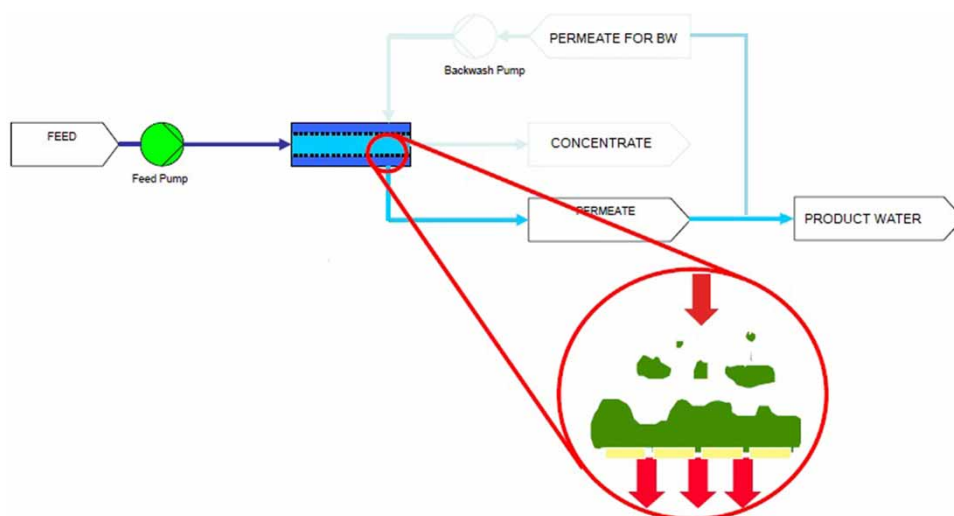 PERMEATE FOR BW
Backwash Pump
FEED
Feed Pump
CONCENTRATE
PERMEATE
PRODUCT WATER